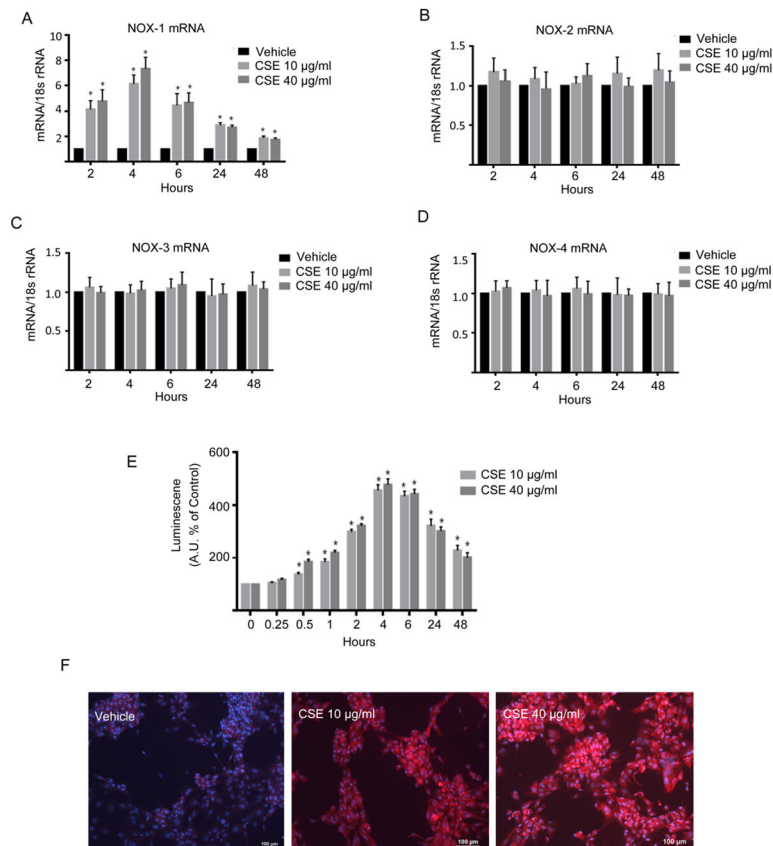 A
NOX-1 mRNA
mRNA/18s rRNA
10
8
6
4
2
Vehicle
CSE 10 µg/ml
CSE 40 µg/ml
* * * * * * * * * *
2 4 6 24 48
Hours
B
NOX-2 mRNA
mRNA/18s rRNA
1.5
1.0
0.5
Vehicle
CSE 10 µg/ml
CSE 40 µg/ml
2 4 6 24 48
Hours
C
NOX-3 mRNA
mRNA/18s rRNA
1.5
1.0
0.5
Vehicle
CSE 10 µg/ml
CSE 40 µg/ml
2 4 6 24 48
Hours
D
NOX-4 mRNA
mRNA/18s rRNA
1.5
1.0
0.5
Vehicle
CSE 10 µg/ml
CSE 40 µg/ml
2 4 6 24 48
Hours
E
Luminescene
(A.U. % of Control)
600
400
200
CSE 10 µg/ml
CSE 40 µg/ml
* * * * * * * * * * * * * *
0 0.25 0.5 1 2 4 6 24 48
Hours
F
Vehicle
100 µm
CSE 10 µg/ml
100 µm
CSE 40 µg/ml
100 µm